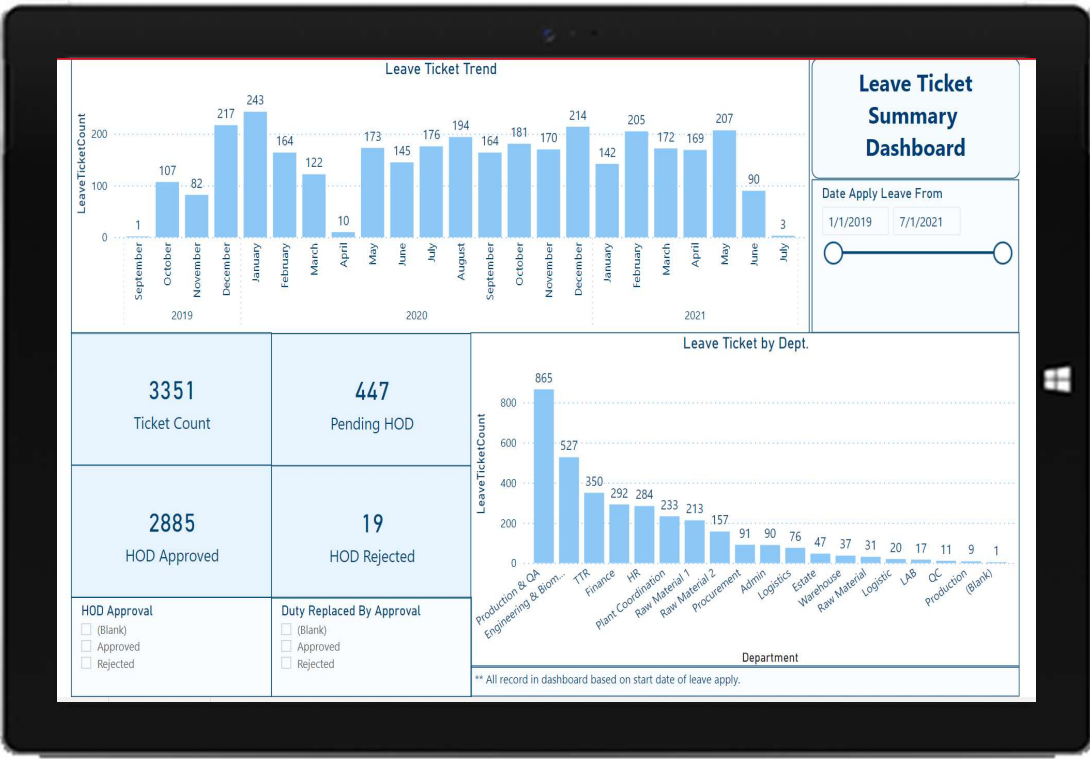 Leave Ticket Trend
LeaveTicketCount
200
100
0
1
107
82
217
243
164
122
10
173
145
176
194
164
181
170
214
142
205
172
169
207
90
3
September
October
November
December
January
February
March
April
May
June
July
August
September
October
November
December
January
February
March
April
May
June
July
2019
2020
2021
Leave Ticket
Summary
Dashboard
Date Apply Leave From
1/1/2019
7/1/2021
3351
Ticket Count
447
Pending HOD
2885
HOD Approved
19
HOD Rejected
HOD Approval
(Blank)
Approved
Rejected
Duty Replaced By Approval
(Blank)
Approved
Rejected
Leave Ticket by Dept.
LeaveTicketCount
800
600
400
200
0
865
527
350
292
284
233
213
157
91
90
76
47
37
31
20
17
11
9
1
Production & QA
Engineering & Biom...
TTR
Finance
HR
Plant Coordination
Raw Material 1
Raw Material 2
Procurement
Admin
Logistics
Estate
Warehouse
Raw Material
Logistic
LAB
QC
Production
(Blank)
Department
** All record in dashboard based on start date of leave apply.